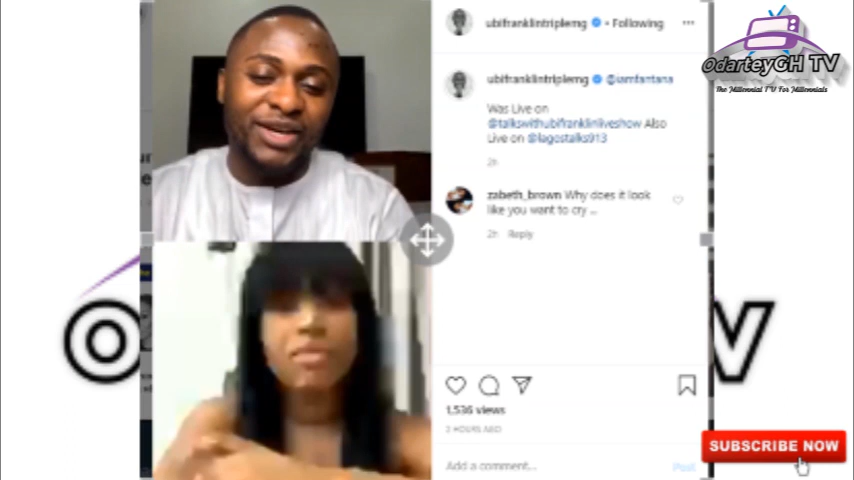 ubifranklintriplemg • Following •••
OdarteyGH TV
The Millennial TV For Millennials
ubifranklintriplemg @iamfantana
Was Live on
@talkswithubifranklinliveshow Also
Live on @lagostalks913
2h
zabeth_brown Why does it look
like you want to cry ...
2h Reply
O
V
1,536 views
2 HOURS AGO
SUBSCRIBE NOW
Add a comment... Post